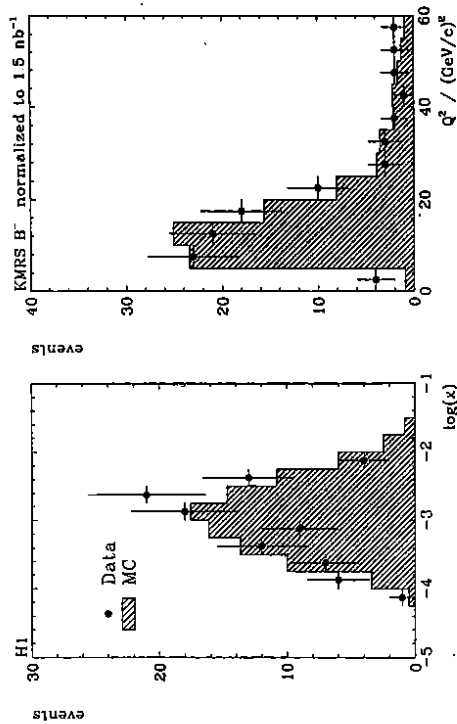 H1
events
30
20
10
0
Data
MC
-5
-4
-3
-2
-1
log(x)
KMRS B⁻ normalized to 1.5 nb⁻¹
events
40
30
20
10
0
0
20
40
60
Q² / (GeV/c)²